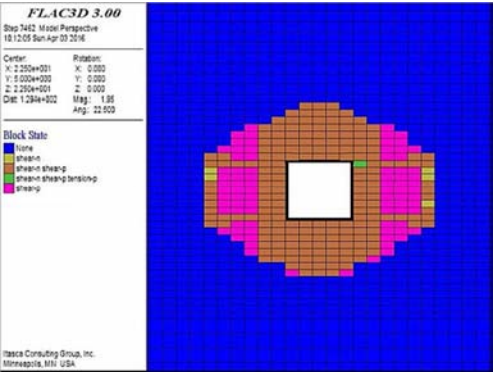 FLAC3D 3.00
Step 7462 Model Perspective
18:12:05 Sun Apr 03 2016
Center:
X: 2.250e+001
Y: 5.000e+000
Z: 2.250e+001
Dist: 1.294e+002
Rotation:
X: 0.000
Y: 0.000
Z: 0.000
Mag.: 1.95
Ang.: 22.500
Block State
None
shear-n
shear-n shear-p
shear-n shear-p tension-p
shear-p
Itasca Consulting Group, Inc.
Minneapolis, MN USA